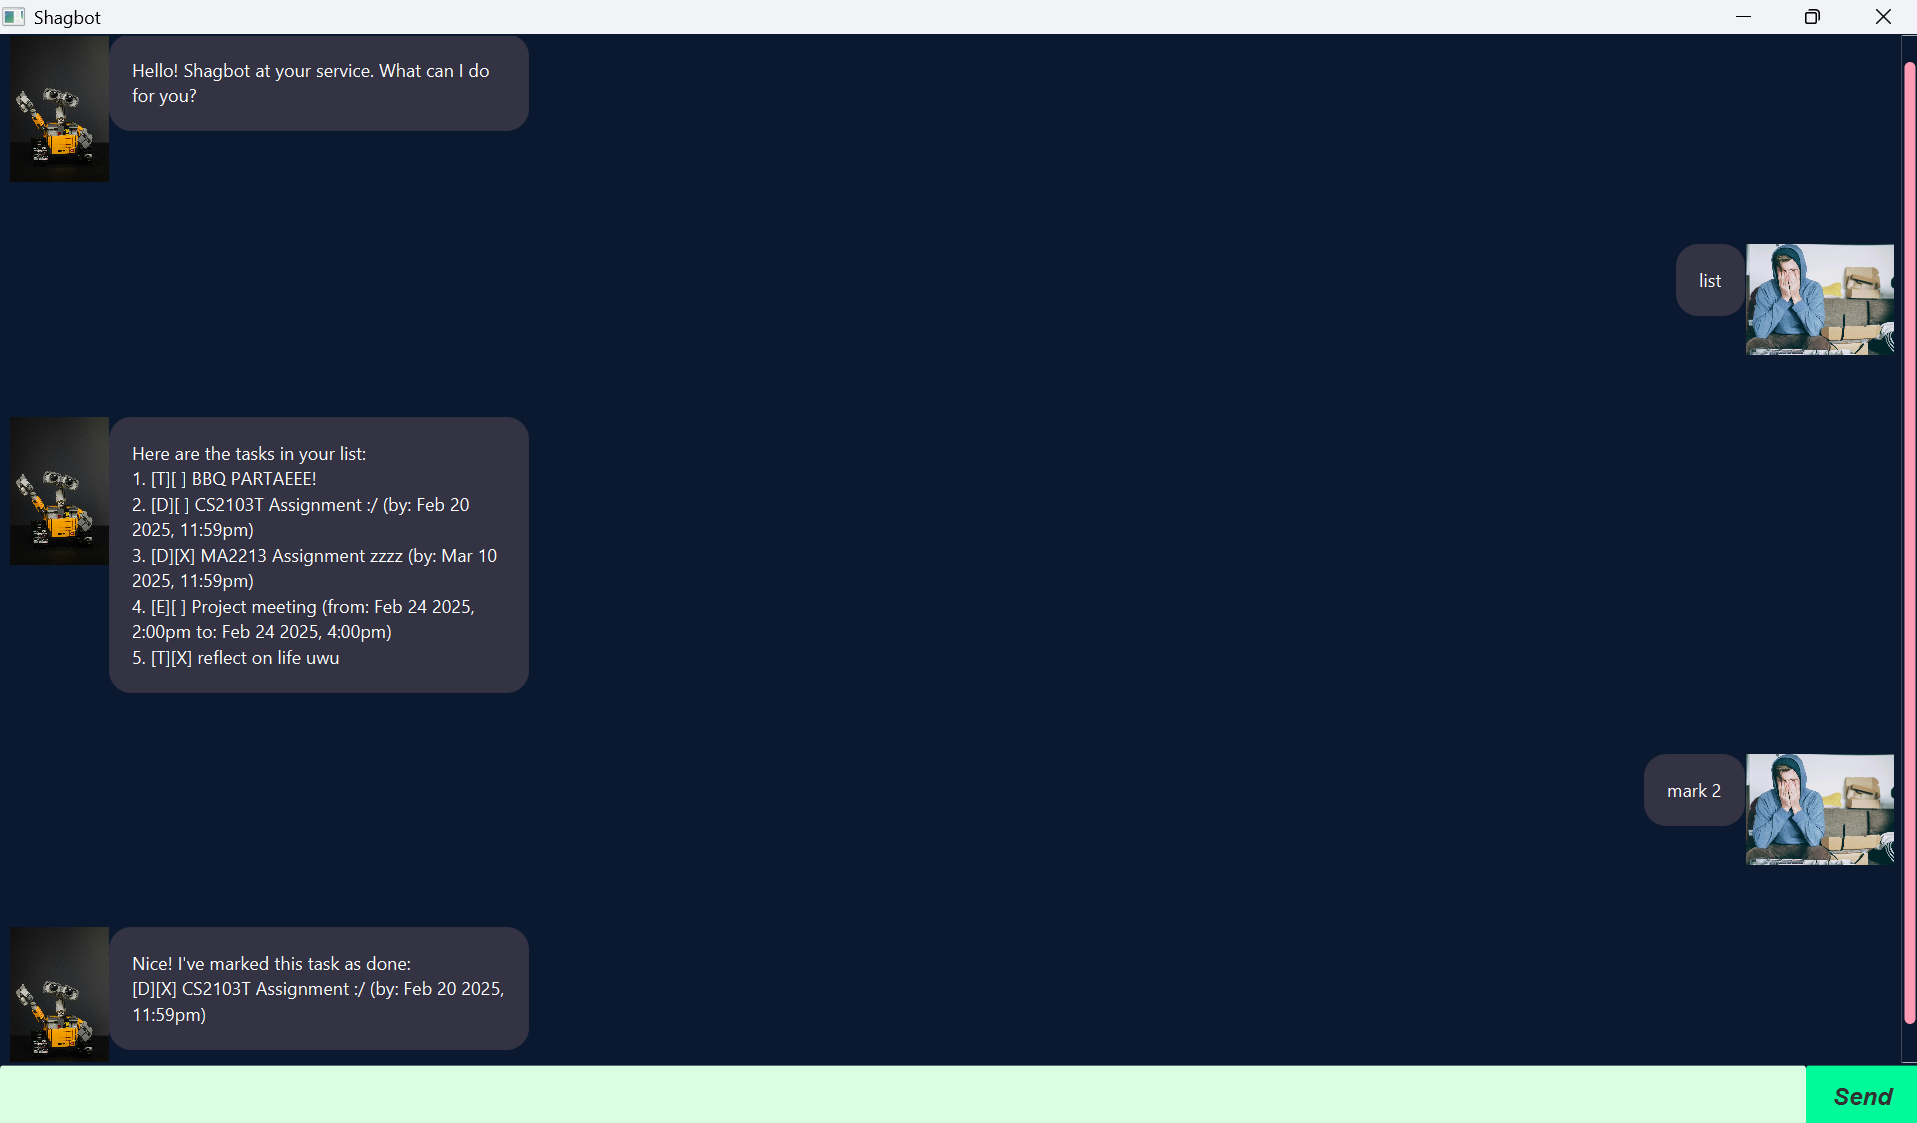 Shagbot
Hello! Shagbot at your service. What can I do
for you?
list
Here are the tasks in your list:
1. [T][ ] BBQ PARTAEEE!
2. [D][ ] CS2103T Assignment :/ (by: Feb 20
2025, 11:59pm)
3. [D][X] MA2213 Assignment zzzz (by: Mar 10
2025, 11:59pm)
4. [E][ ] Project meeting (from: Feb 24 2025,
2:00pm to: Feb 24 2025, 4:00pm)
5. [T][X] reflect on life uwu
mark 2
Nice! I've marked this task as done:
[D][X] CS2103T Assignment :/ (by: Feb 20 2025,
11:59pm)
Send